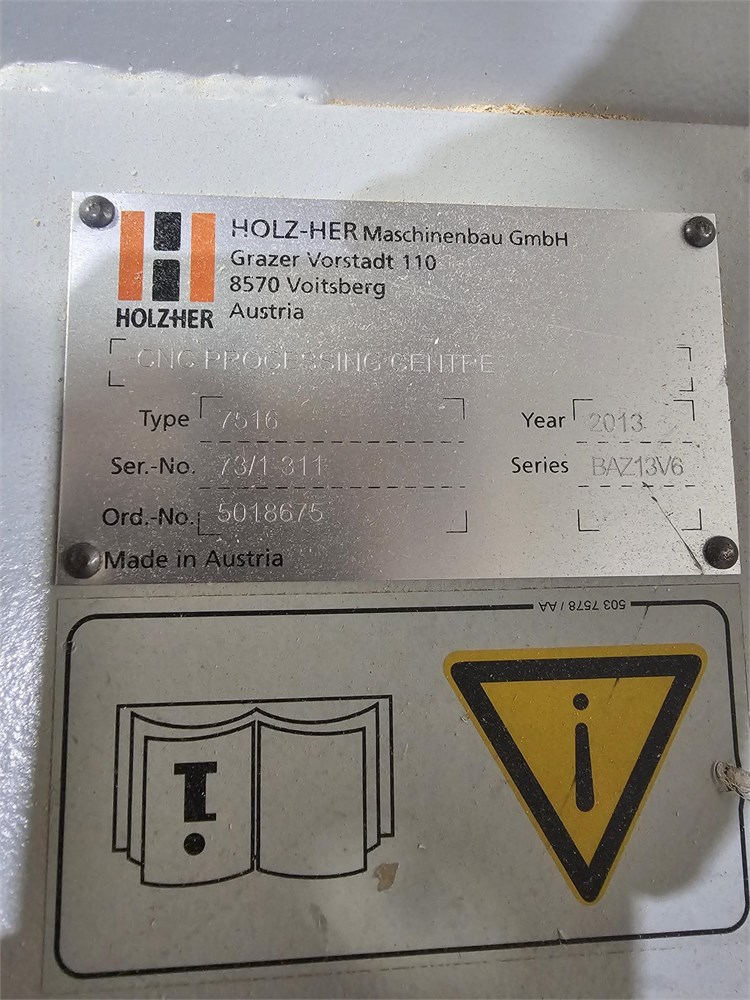 HOLZ-HER Maschinenbau GmbH
Grazer Vorstadt 110
8570 Voitsberg
Austria
HOLZHER
CNC PROCESSING CENTRE
Type 7516 Year 2013
Ser.-No. 73/1 311 Series BAZ13V6
Ord.-No. 5018675
Made in Austria
503 7578 / AA